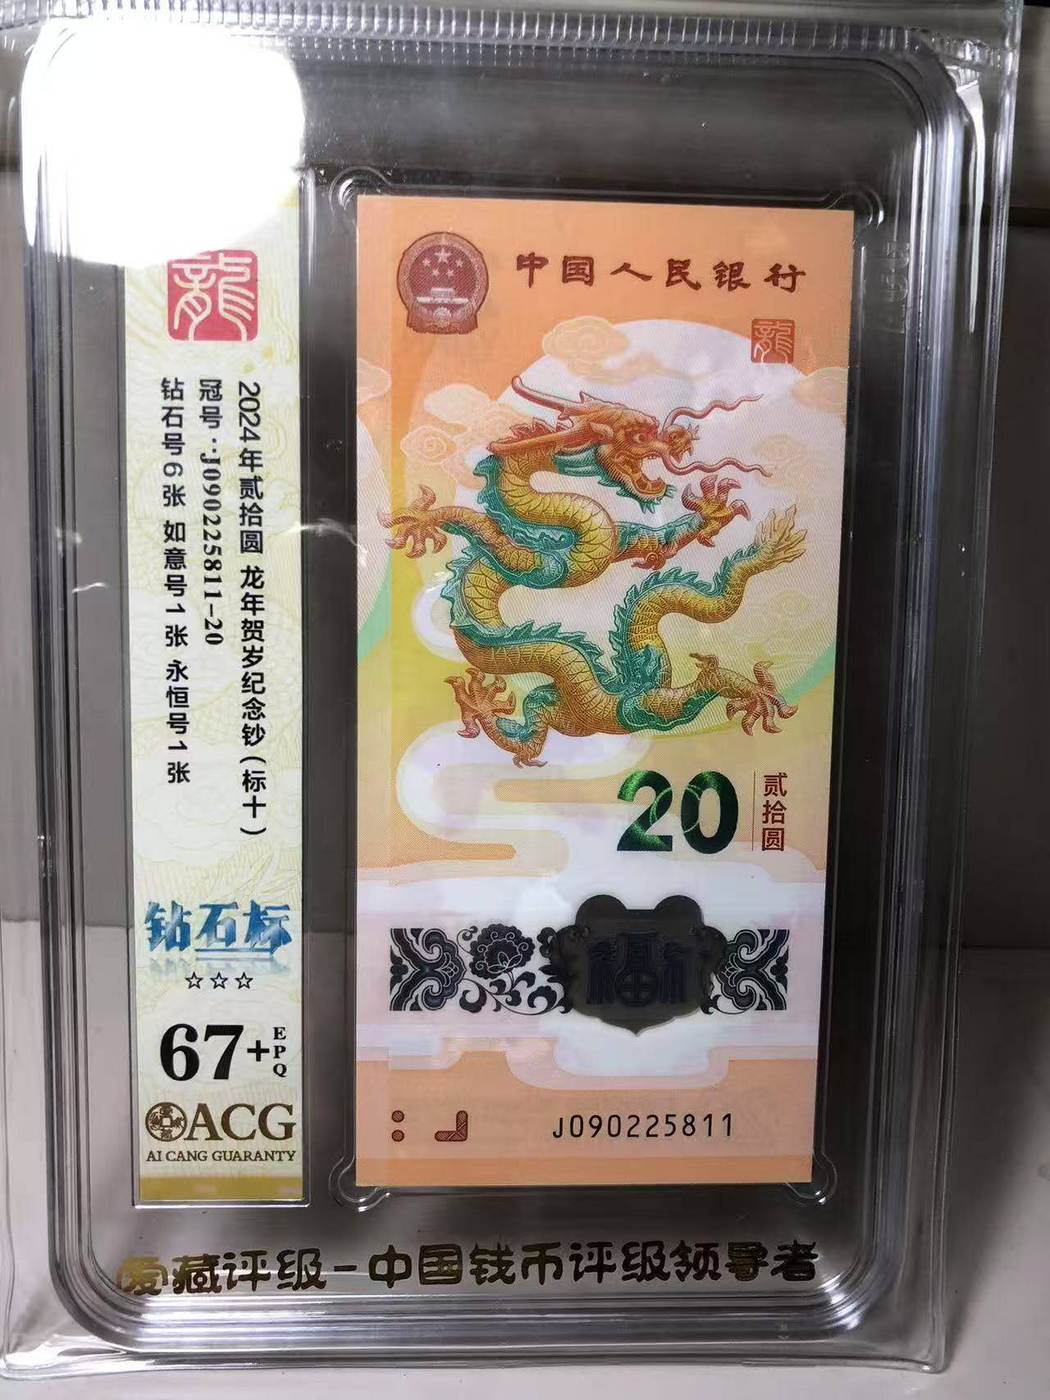 龍
2024年贰拾圆 龙年贺岁纪念钞(标十)
冠号:J090225811-20
钻石号6张 如意号1张 永恒号1张
钻石标
☆☆☆
67+EPQ
ACG
AI CANG GUARANTY
中国人民银行
龍
20
贰拾圆
福
J090225811
爱藏评级-中国钱币评级领导者